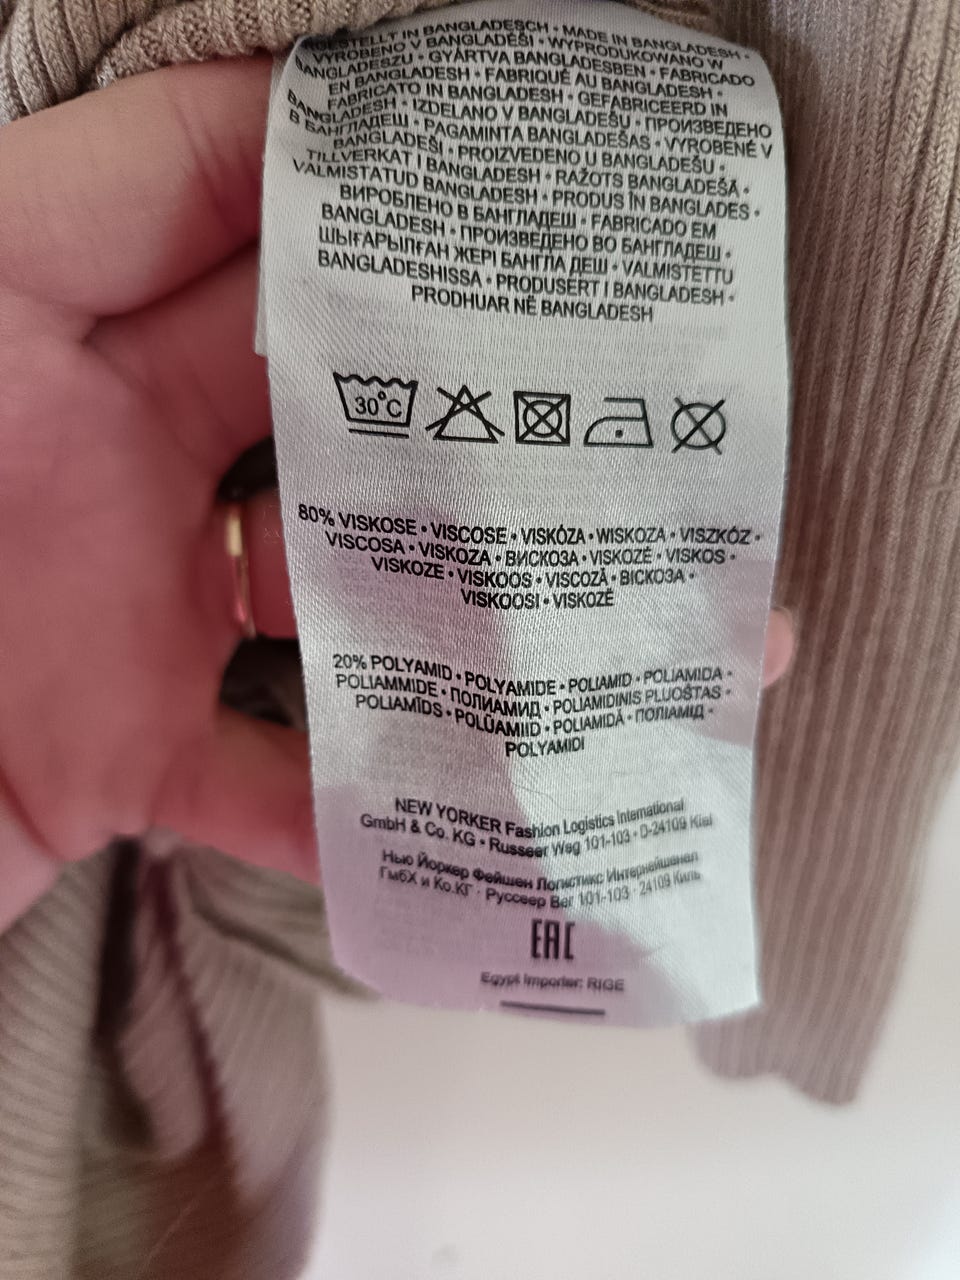 HERGESTELLT IN BANGLADESCH • MADE IN BANGLADESH •
VYROBENO V BANGLADÉŠI • WYPRODUKOWANO W
BANGLADESZU • GYÁRTVA BANGLADESBEN • FABRICADO
EN BANGLADESH • FABRIQUÉ AU BANGLADESH •
FABRICATO IN BANGLADESH • GEFABRICEERD IN
BANGLADESH • IZDELANO V BANGLADEŠU • ПРОИЗВЕДЕНО
В БАНГЛАДЕШ • PAGAMINTA BANGLADEŠAS • VYROBENÉ V
BANGLADEŠI • PROIZVEDENO U BANGLADEŠU •
TILLVERKAT I BANGLADESH • RAŽOTS BANGLADEŠĀ •
VALMISTATUD BANGLADESH • PRODUS ÎN BANGLADES •
ВИРОБЛЕНО В БАНГЛАДЕШ • FABRICADO EM
BANGLADESH • ПРОИЗВЕДЕНО ВО БАНГЛАДЕШ •
ШЫҒАРЫЛҒАН ЖЕРІ БАНГЛА ДЕШ • VALMISTETTU
BANGLADESHISSA • PRODUSERT I BANGLADESH •
PRODHUAR NË BANGLADESH
30°C
80% VISKOSE • VISCOSE • VISKÓZA • WISKOZA • VISZKÓZ •
VISCOSA • VISKOZA • ВИСКОЗА • VISKOZĖ • VISKOS •
VISKOZE • VISKOOS • VISCOZĂ • ВІСКОЗА •
VISKOOSI • VISKOZË
20% POLYAMID • POLYAMIDE • POLIAMID • POLIAMIDA •
POLIAMMIDE • ПОЛИАМИД • POLIAMIDINIS PLUOŠTAS •
POLIAMĪDS • POLÜAMIID • POLIAMIDĂ • ПОЛІАМІД •
POLYAMIDI
NEW YORKER Fashion Logistics International
GmbH & Co. KG • Russeer Weg 101-103 • D-24109 Kiel
Нью Йоркер Фейшен Логистикс Интернейшенал
ГмбХ и Ко.КГ · Руссеер Вег 101-103 · 24109 Киль
EAC
Egypt Importer: RIGE